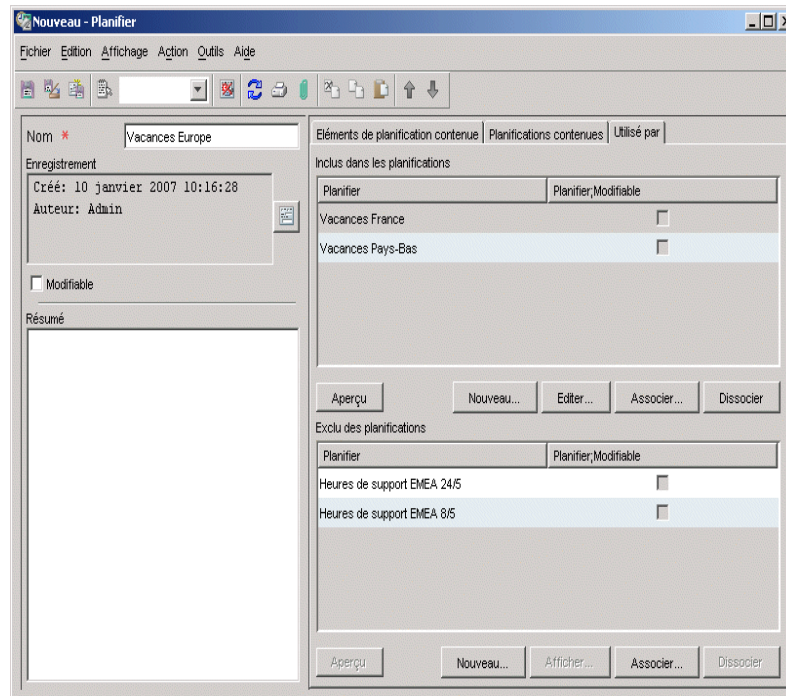 Nouveau - Planifier
Fichier Edition Affichage Action Outils Aide
Nom * Vacances Europe
Enregistrement
Créé: 10 janvier 2007 10:16:28
Auteur: Admin
Modifiable
Résumé
Eléments de planification contenue Planifications contenues Utilisé par
Inclus dans les planifications
Planifier Planifier;Modifiable
Vacances France
Vacances Pays-Bas
Aperçu Nouveau... Editer... Associer... Dissocier
Exclu des planifications
Planifier Planifier;Modifiable
Heures de support EMEA 24/5
Heures de support EMEA 8/5
Aperçu Nouveau... Afficher... Associer... Dissocier